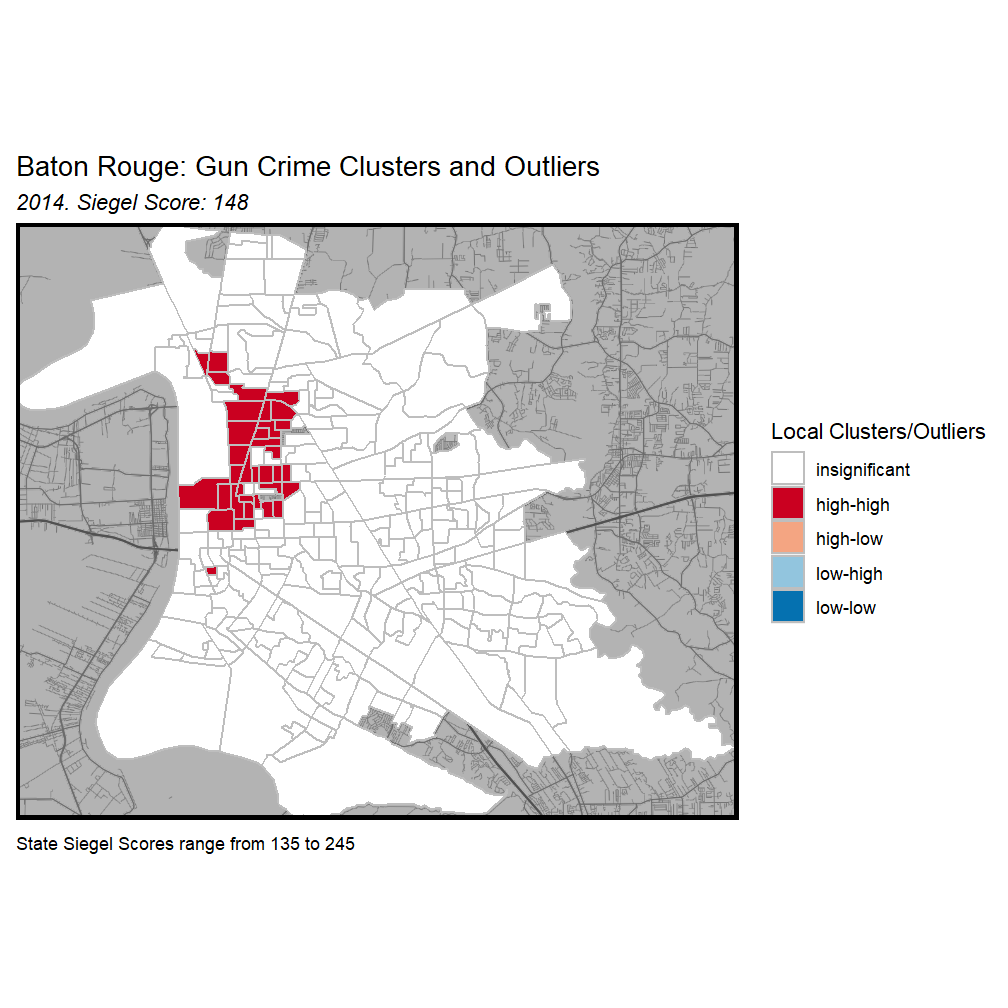 Baton Rouge: Gun Crime Clusters and Outliers
2014. Siegel Score: 148
Local Clusters/Outliers
insignificant
high-high
high-low
low-high
low-low
State Siegel Scores range from 135 to 245